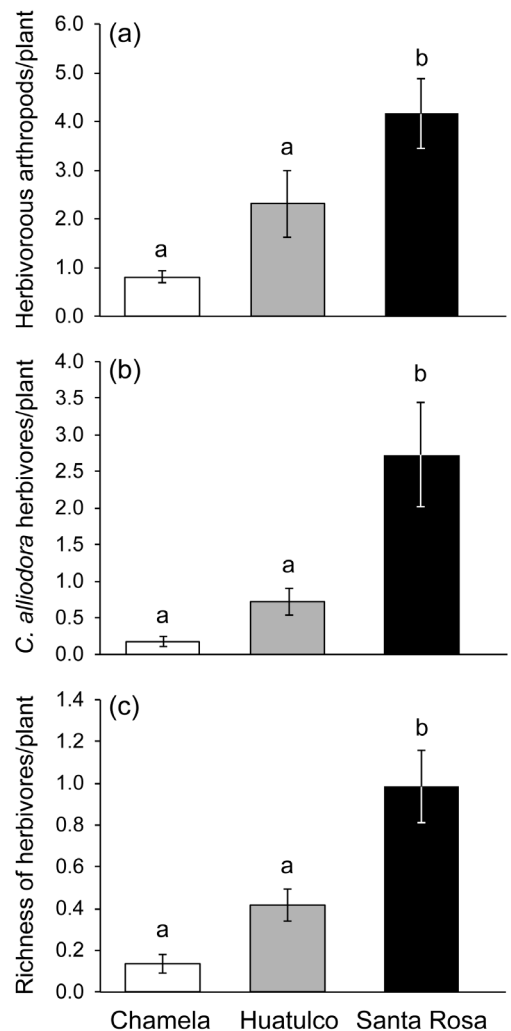 (a)
Herbivoroous arthropods/plant
6.0
5.0
4.0
3.0
2.0
1.0
0.0
a
a
b
(b)
C. alliodora herbivores/plant
4.0
3.5
3.0
2.5
2.0
1.5
1.0
0.5
0.0
a
a
b
(c)
Richness of herbivores/plant
1.4
1.2
1.0
0.8
0.6
0.4
0.2
0.0
a
a
b
Chamela Huatulco Santa Rosa